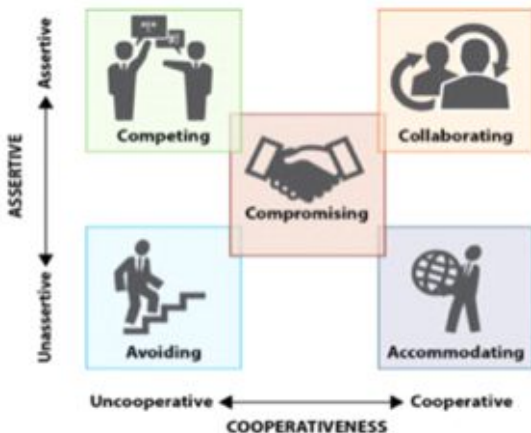 Assertive
ASSERTIVE
Unassertive
Competing
Collaborating
Compromising
Avoiding
Accommodating
Uncooperative
Cooperative
COOPERATIVENESS